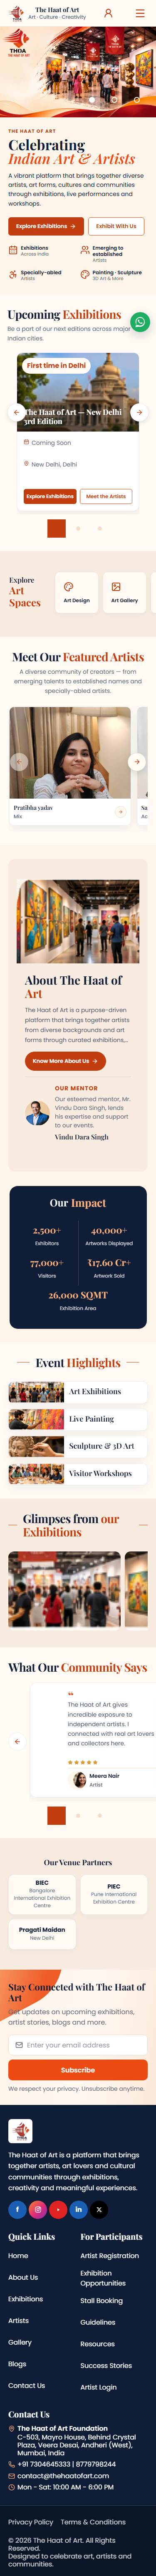 The Haat of Art
Art · Culture · Creativity
THOA
THE HAAT OF ART
THE HAAT OF ART
Celebrating
Indian Art & Artists
A vibrant platform that brings together diverse
artists, art forms, cultures and communities
through exhibitions, live performances and
workshops.
Explore Exhibitions →
Exhibit With Us
Exhibitions
Across India
Emerging to
established
Artists
Specially-abled
Artists
Painting · Sculpture
3D Art & More
Upcoming Exhibitions
Be a part of our next editions across major
Indian cities.
First time in Delhi
The Haat of Art — New Delhi
3rd Edition
Coming Soon
New Delhi, Delhi
Explore Exhibitions
Meet the Artists
Explore
Art
Spaces
Art Design
Art Gallery
Meet Our Featured Artists
A diverse community of creators — from
emerging talents to established names and
specially-abled artists.
Pratibha yadav
Mix
Sa
Ac
About The Haat of
Art
The Haat of Art is a purpose-driven
platform that brings together artists
from diverse backgrounds and art
forms through curated exhibitions,...
Know More About Us →
OUR MENTOR
Our esteemed mentor, Mr.
Vindu Dara Singh, lends
his expertise and support
to our events.
Vindu Dara Singh
Our Impact
2,500+
Exhibitors
40,000+
Artworks Displayed
77,000+
Visitors
₹17.60 Cr+
Artwork Sold
26,000 SQMT
Exhibition Area
Event Highlights
Art Exhibitions
Live Painting
Sculpture & 3D Art
Visitor Workshops
Glimpses from our
Exhibitions
What Our Community Says
The Haat of Art gives
incredible exposure to
independent artists. I
connected with real art lovers
and collectors here.
★★★★★
Meera Nair
Artist
Our Venue Partners
BIEC
Bangalore
International Exhibition
Centre
PIEC
Pune International
Exhibition Centre
Pragati Maidan
New Delhi
Stay Connected with The Haat of
Art
Get updates on upcoming exhibitions,
artist stories, blogs and more.
Enter your email address
Subscribe
We respect your privacy. Unsubscribe anytime.
The Haat of Art is a platform that brings
together artists, art lovers and cultural
communities through exhibitions,
creativity and meaningful experiences.
Quick Links
Home
About Us
Exhibitions
Artists
Gallery
Blogs
Contact Us
For Participants
Artist Registration
Exhibition
Opportunities
Stall Booking
Guidelines
Resources
Success Stories
Artist Login
Contact Us
The Haat of Art Foundation
C-503, Mayro House, Behind Crystal
Plaza, Veera Desai, Andheri (West),
Mumbai, India
+91 7304645333 | 8779798244
contact@thehaatofart.com
Mon - Sat: 10:00 AM - 6:00 PM
Privacy Policy
Terms & Conditions
© 2026 The Haat of Art. All Rights
Reserved.
Designed to celebrate art, artists and
communities.